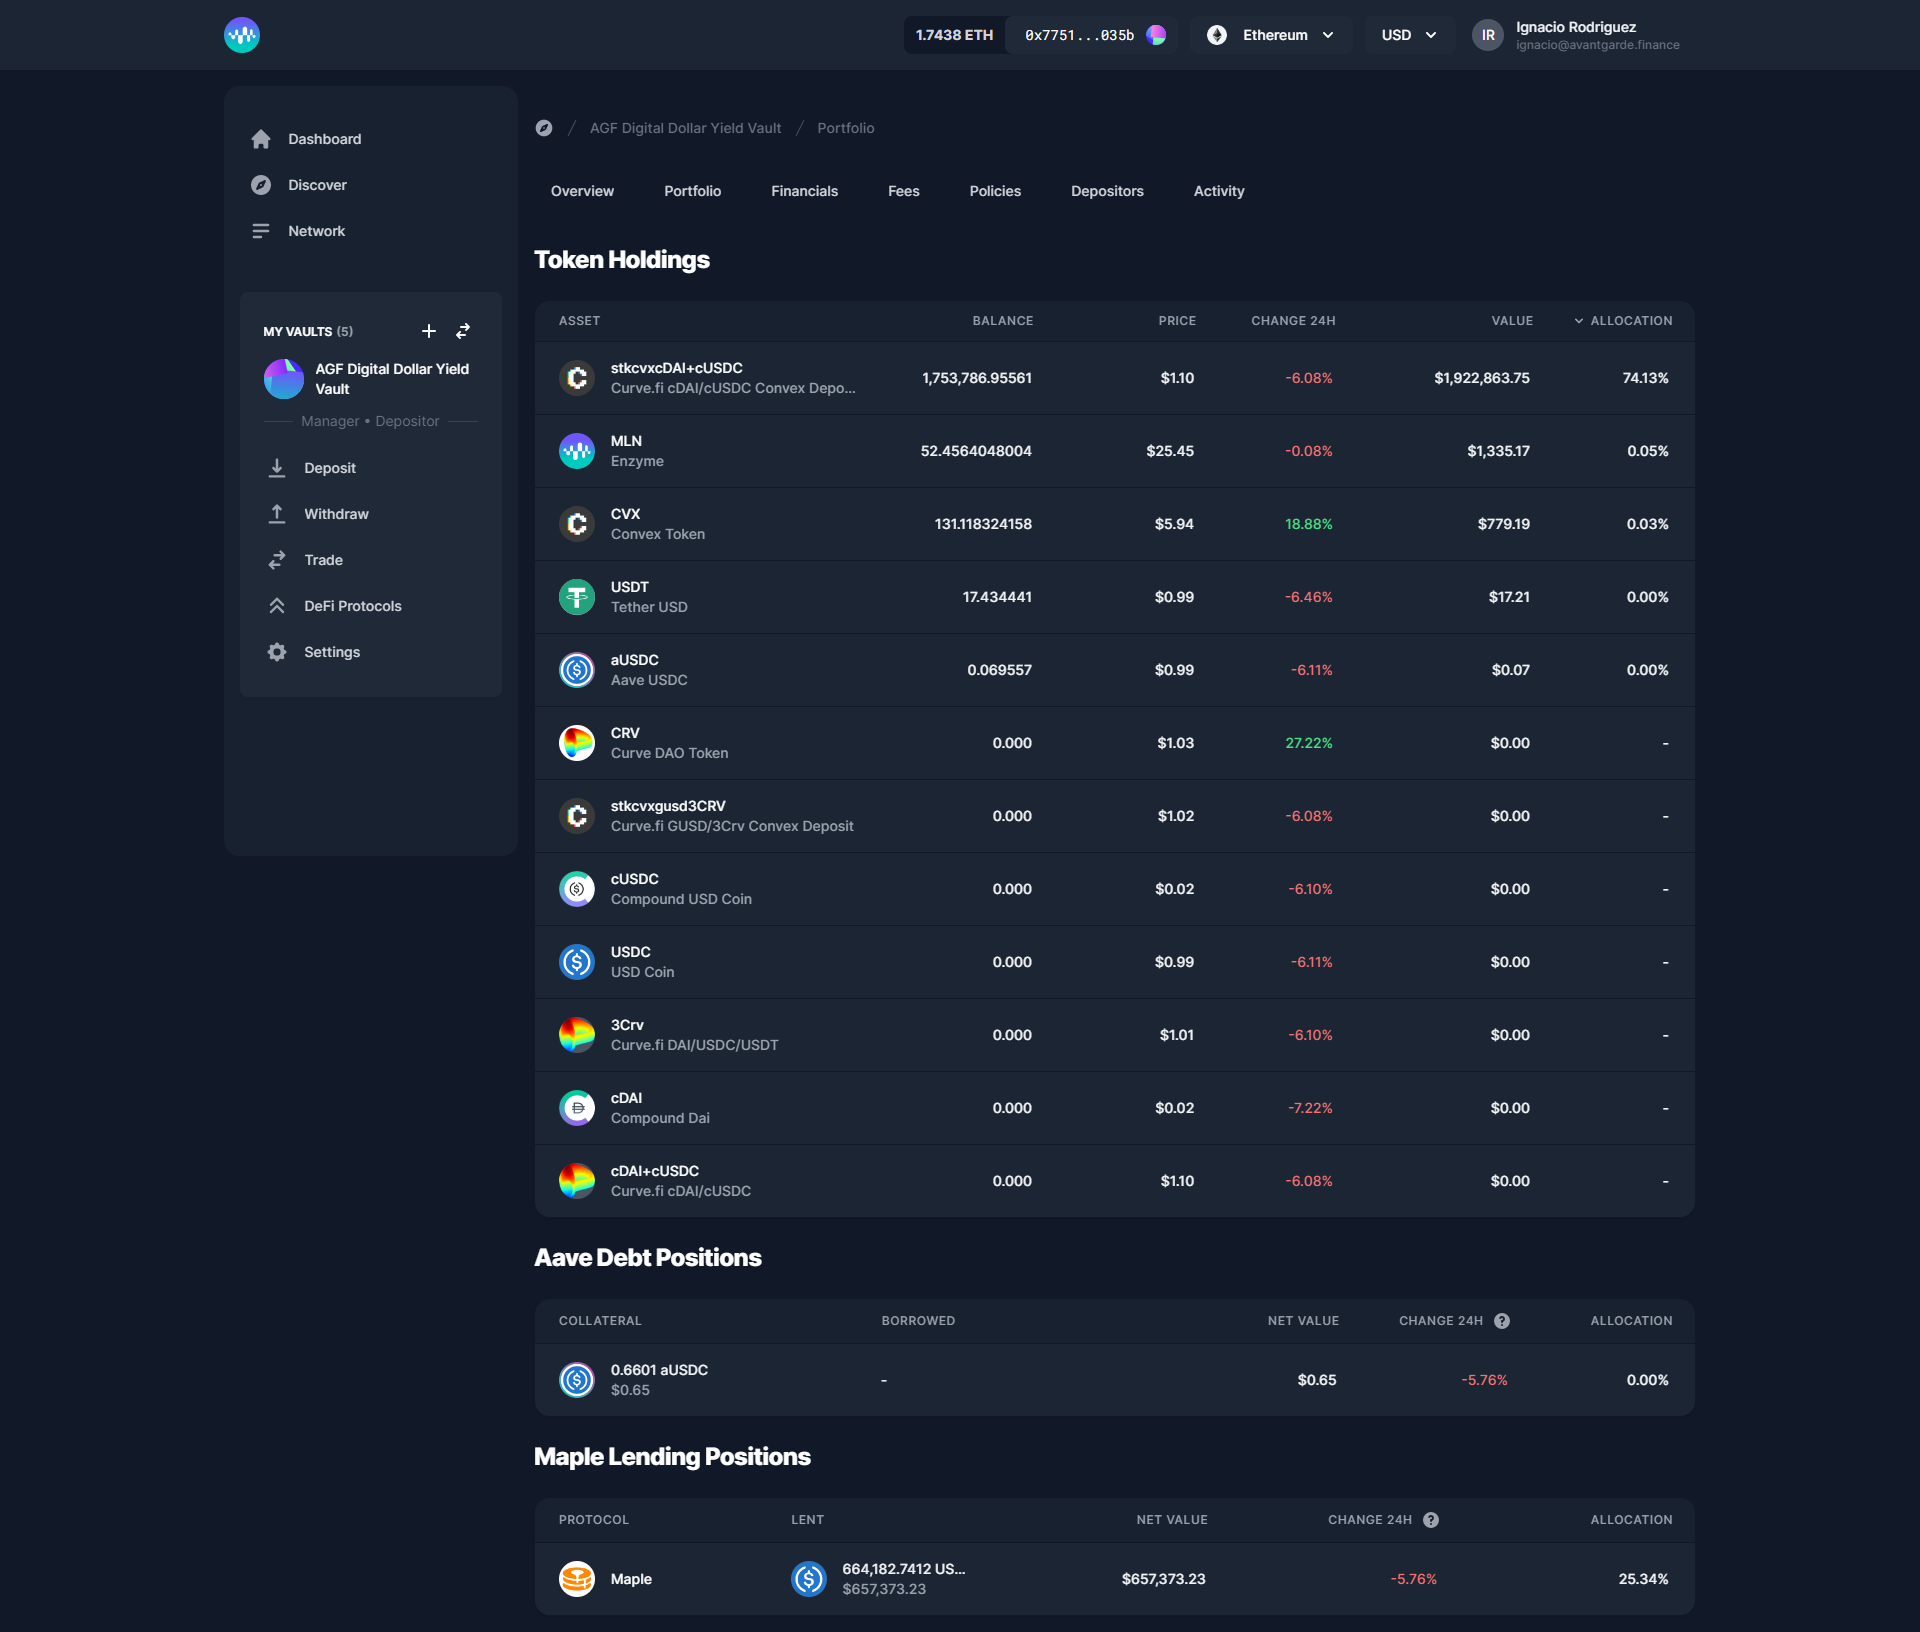 1.7438 ETH 0x7751...035b Ethereum USD IR Ignacio Rodriguez
ignacio@avantgarde.finance
Dashboard
Discover
Network
MY VAULTS (5)
AGF Digital Dollar Yield
Vault
Manager • Depositor
Deposit
Withdraw
Trade
DeFi Protocols
Settings
/ AGF Digital Dollar Yield Vault / Portfolio
Overview Portfolio Financials Fees Policies Depositors Activity
Token Holdings
ASSET BALANCE PRICE CHANGE 24H VALUE ALLOCATION
stkcvxcDAI+cUSDC
Curve.fi cDAI/cUSDC Convex Depo... 1,753,786.95561 $1.10 -6.08% $1,922,863.75 74.13%
MLN
Enzyme 52.4564048004 $25.45 -0.08% $1,335.17 0.05%
CVX
Convex Token 131.118324158 $5.94 18.88% $779.19 0.03%
USDT
Tether USD 17.434441 $0.99 -6.46% $17.21 0.00%
aUSDC
Aave USDC 0.069557 $0.99 -6.11% $0.07 0.00%
CRV
Curve DAO Token 0.000 $1.03 27.22% $0.00 -
stkcvxgusd3CRV
Curve.fi GUSD/3Crv Convex Deposit 0.000 $1.02 -6.08% $0.00 -
cUSDC
Compound USD Coin 0.000 $0.02 -6.10% $0.00 -
USDC
USD Coin 0.000 $0.99 -6.11% $0.00 -
3Crv
Curve.fi DAI/USDC/USDT 0.000 $1.01 -6.10% $0.00 -
cDAI
Compound Dai 0.000 $0.02 -7.22% $0.00 -
cDAI+cUSDC
Curve.fi cDAI/cUSDC 0.000 $1.10 -6.08% $0.00 -
Aave Debt Positions
COLLATERAL BORROWED NET VALUE CHANGE 24H ? ALLOCATION
0.6601 aUSDC
$0.65 - $0.65 -5.76% 0.00%
Maple Lending Positions
PROTOCOL LENT NET VALUE CHANGE 24H ? ALLOCATION
Maple 664,182.7412 US... $657,373.23 -5.76% 25.34%
$657,373.23